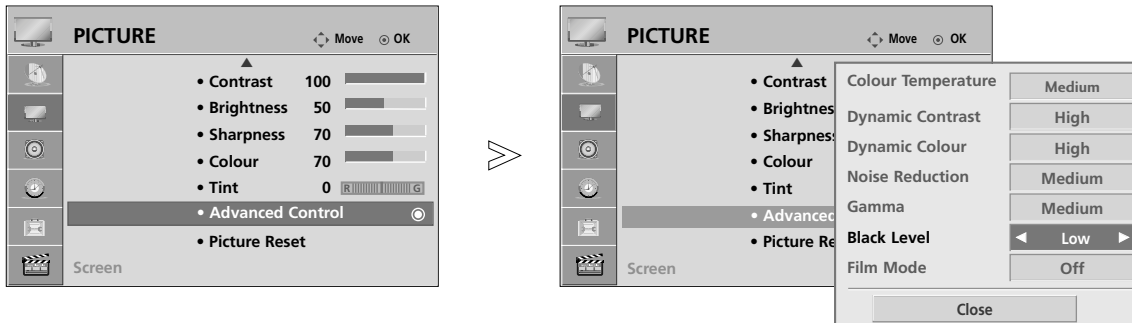 PICTURE Move OK
• Contrast 100
• Brightness 50
• Sharpness 70
• Colour 70
• Tint 0 R G
• Advanced Control
• Picture Reset
Screen
PICTURE Move OK
• Contrast
• Brightnes
• Sharpness
• Colour
• Tint
• Advanced
• Picture Re
Screen
Colour Temperature Medium
Dynamic Contrast High
Dynamic Colour High
Noise Reduction Medium
Gamma Medium
Black Level ◄ Low ►
Film Mode Off
Close